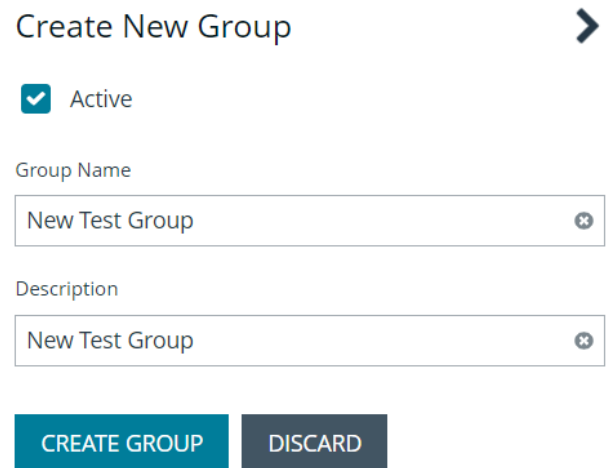 Create New Group
Active
Group Name
New Test Group
Description
New Test Group
CREATE GROUP DISCARD